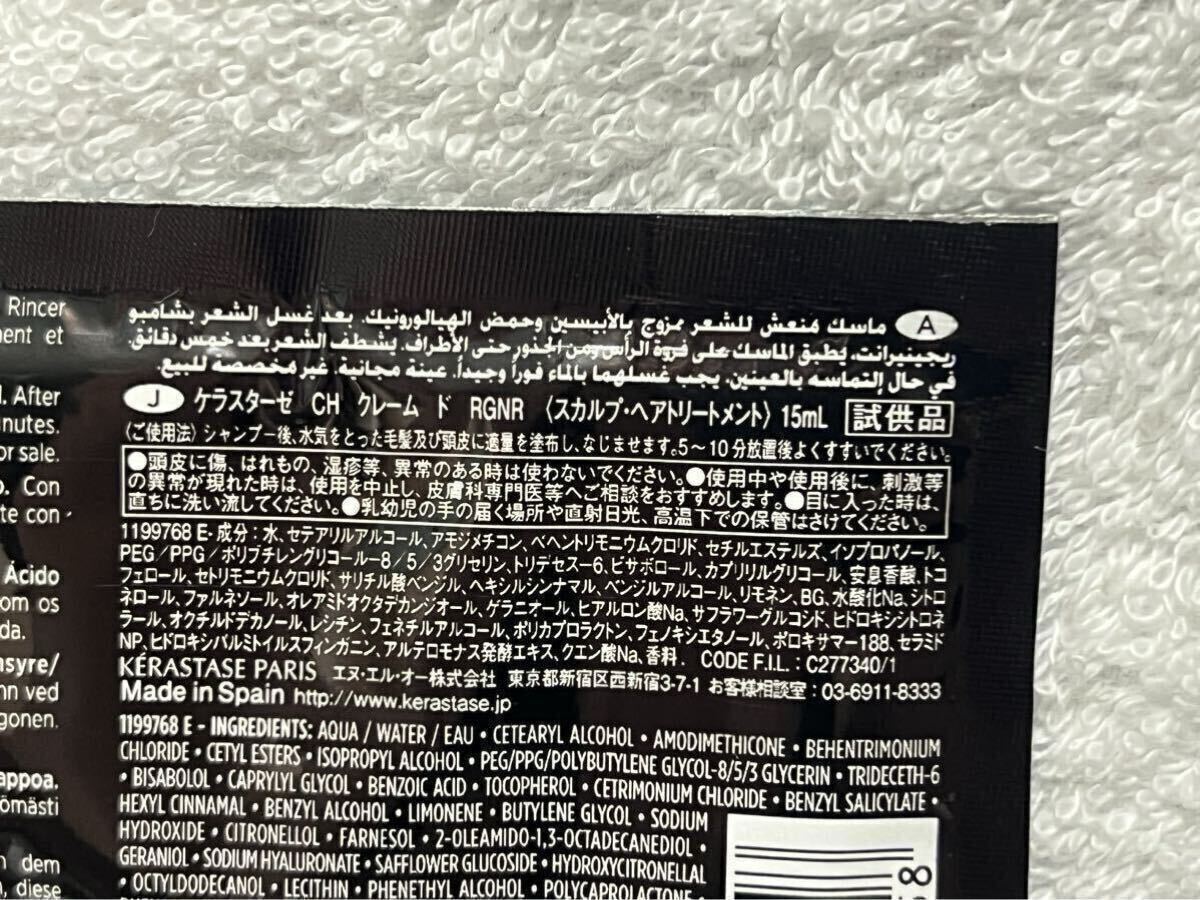 Rincer
ment et
After
nutes.
or sale.
o. Con
te con
Ácido
om os
da.
nsyre/
nn ved
gonen.
appoa.
ömästi
n dem
n, diese
A ماسك مُنعش للشعر ممزوج بالأبيسين وحمض الهيالورونيك. بعد غسل الشعر بشامبو
ريجينيرانت. يُطبق الماسك على فروة الرأس ومن الجذور حتى الأطراف. يشطف الشعر بعد خمس دقائق.
في حال إلتماسه بالعينين. يجب غسلهما بالماء فوراً وجيداً. عينة مجانية. غير مخصصة للبيع.
J ケラスターゼ CH クレーム ド RGNR 〈スカルプ・ヘアトリートメント〉 15mL 試供品
〈ご使用法〉シャンプー後、水気をとった毛髪及び頭皮に適量を塗布し、なじませます。5～10分放置後よくすすいでください。
●頭皮に傷、はれもの、湿疹等、異常のある時は使わないでください。●使用中や使用後に、刺激等
の異常が現れた時は、使用を中止し、皮膚科専門医等へご相談をおすすめします。●目に入った時は、
直ちに洗い流してください。●乳幼児の手の届く場所や直射日光、高温下での保管はさけてください。
1199768 E- 成分：水、セテアリルアルコール、アモジメチコン、ベヘントリモニウムクロリド、セチルエステルズ、イソプロパノール、
PEG／PPG／ポリブチレングリコール－8／5／3グリセリン、トリデセス－6、ビサボロール、カプリリルグリコール、安息香酸、トコ
フェロール、セトリモニウムクロリド、サリチル酸ベンジル、ヘキシルシンナマル、ベンジルアルコール、リモネン、BG、水酸化Na、シトロ
ネロール、ファルネソール、オレアミドオクタデカンジオール、ゲラニオール、ヒアルロン酸Na、サフラワーグルコシド、ヒドロキシシトロネ
ラール、オクチルドデカノール、レシチン、フェネチルアルコール、ポリカプロラクトン、フェノキシエタノール、ポロキサマー188、セラミド
NP、ヒドロキシパルミトイルスフィンガニン、アルテロモナス発酵エキス、クエン酸Na、香料. CODE F.I.L. : C277340/1
KÉRASTASE PARIS エヌ・エル・オー株式会社 東京都新宿区西新宿3-7-1 お客様相談室：03-6911-8333
Made in Spain http://www.kerastase.jp
1199768 E - INGREDIENTS: AQUA / WATER / EAU • CETEARYL ALCOHOL • AMODIMETHICONE • BEHENTRIMONIUM
CHLORIDE • CETYL ESTERS • ISOPROPYL ALCOHOL • PEG/PPG/POLYBUTYLENE GLYCOL-8/5/3 GLYCERIN • TRIDECETH-6
• BISABOLOL • CAPRYLYL GLYCOL • BENZOIC ACID • TOCOPHEROL • CETRIMONIUM CHLORIDE • BENZYL SALICYLATE •
HEXYL CINNAMAL • BENZYL ALCOHOL • LIMONENE • BUTYLENE GLYCOL • SODIUM
HYDROXIDE • CITRONELLOL • FARNESOL • 2-OLEAMIDO-1,3-OCTADECANEDIOL •
GERANIOL • SODIUM HYALURONATE • SAFFLOWER GLUCOSIDE • HYDROXYCITRONELLAL
• OCTYLDODECANOL • LECITHIN • PHENETHYL ALCOHOL • POLYCAPROLACTONE •
8